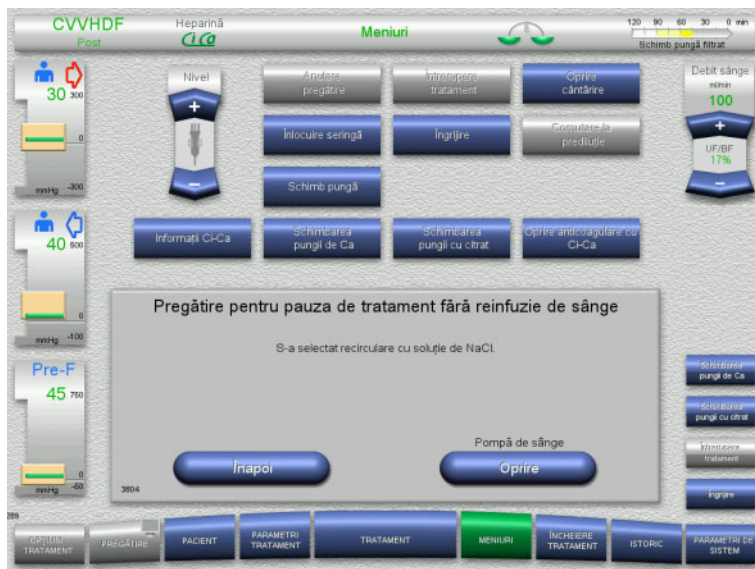 CVVHDF
Post
Heparină
CiCa
Meniuri
120 90 60 30 0 min
Schimb pungă filtrat
30 300
0
mmHg -300
40 500
0
mmHg -100
Pre-F
45 750
0
mmHg -50
Nivel
+
−
Anulare
pregătire
Întrerupere
tratament
Oprire
cântărire
Înlocuire seringă
Îngrijire
Comutare la
prediluție
Schimb pungă
Informații Ci-Ca
Schimbarea
pungii de Ca
Schimbarea
pungii cu citrat
Oprire anticoagulare cu
Ci-Ca
Debit sânge
ml/min
100
+
UF/BF
17%
−
Pregătire pentru pauza de tratament fără reinfuzie de sânge
S-a selectat recirculare cu soluție de NaCl.
Pompă de sânge
Înapoi
Oprire
3804
Schimbarea
pungii de Ca
Schimbarea
pungii cu citrat
Întrerupere
tratament
Îngrijire
289
OPȚIUNI
TRATAMENT
PREGĂTIRE
PACIENT
PARAMETRI
TRATAMENT
TRATAMENT
MENIURI
ÎNCHEIERE
TRATAMENT
ISTORIC
PARAMETRI DE
SISTEM